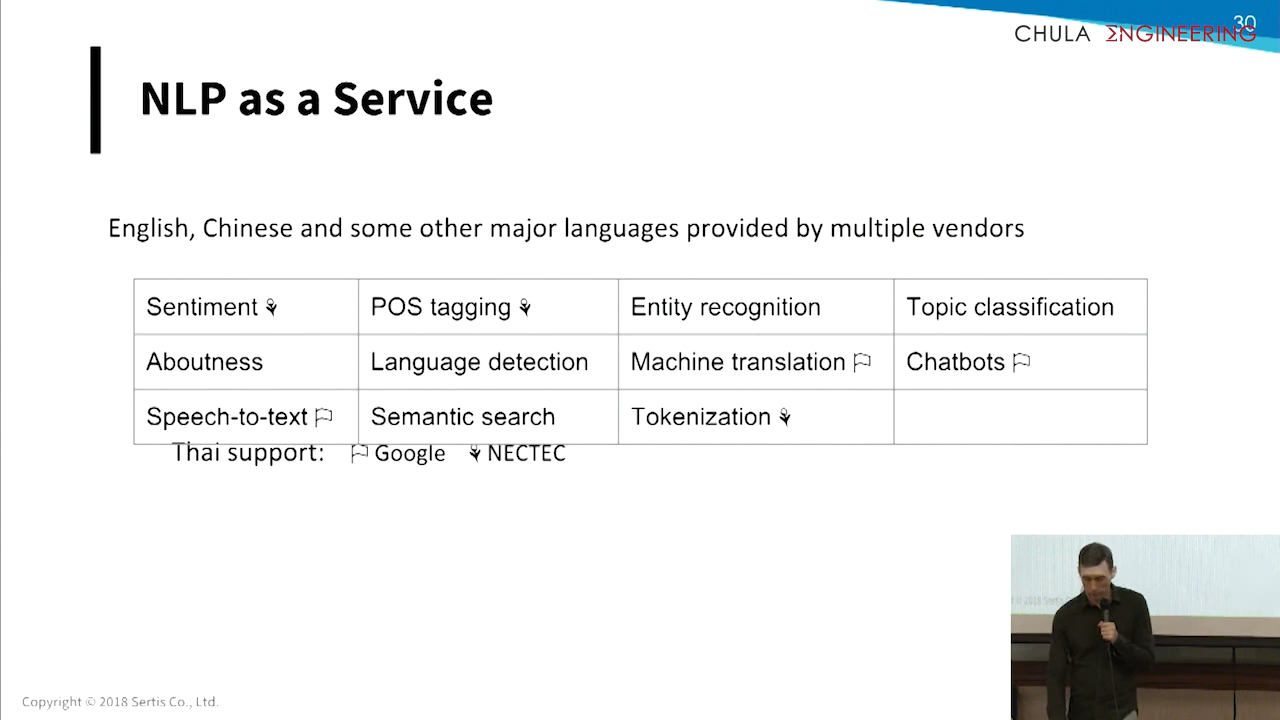 30
CHULA ΣNGINEERING
NLP as a Service
English, Chinese and some other major languages provided by multiple vendors
Sentiment ⚘ POS tagging ⚘ Entity recognition Topic classification
Aboutness Language detection Machine translation ⚐ Chatbots ⚐
Speech-to-text ⚐ Semantic search Tokenization ⚘
Thai support: ⚐ Google ⚘ NECTEC
Copyright © 2018 Sertis Co., Ltd.